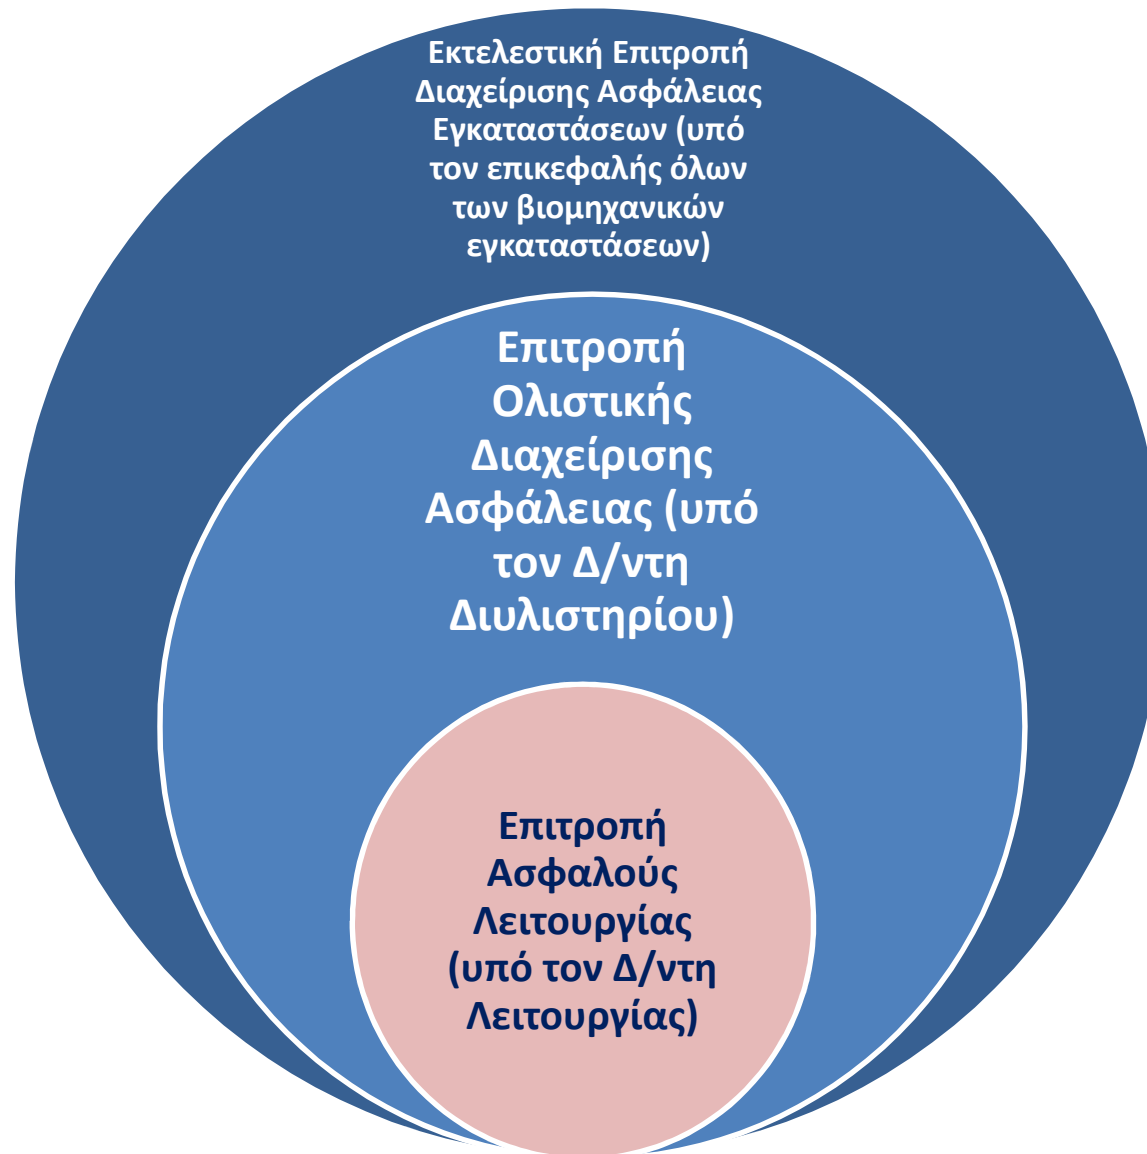 Εκτελεστική Επιτροπή
Διαχείρισης Ασφάλειας
Εγκαταστάσεων (υπό
τον επικεφαλής όλων
των βιομηχανικών
εγκαταστάσεων)
Επιτροπή
Ολιστικής
Διαχείρισης
Ασφάλειας (υπό
τον Δ/ντη
Διυλιστηρίου)
Επιτροπή
Ασφαλούς
Λειτουργίας
(υπό τον Δ/ντη
Λειτουργίας)